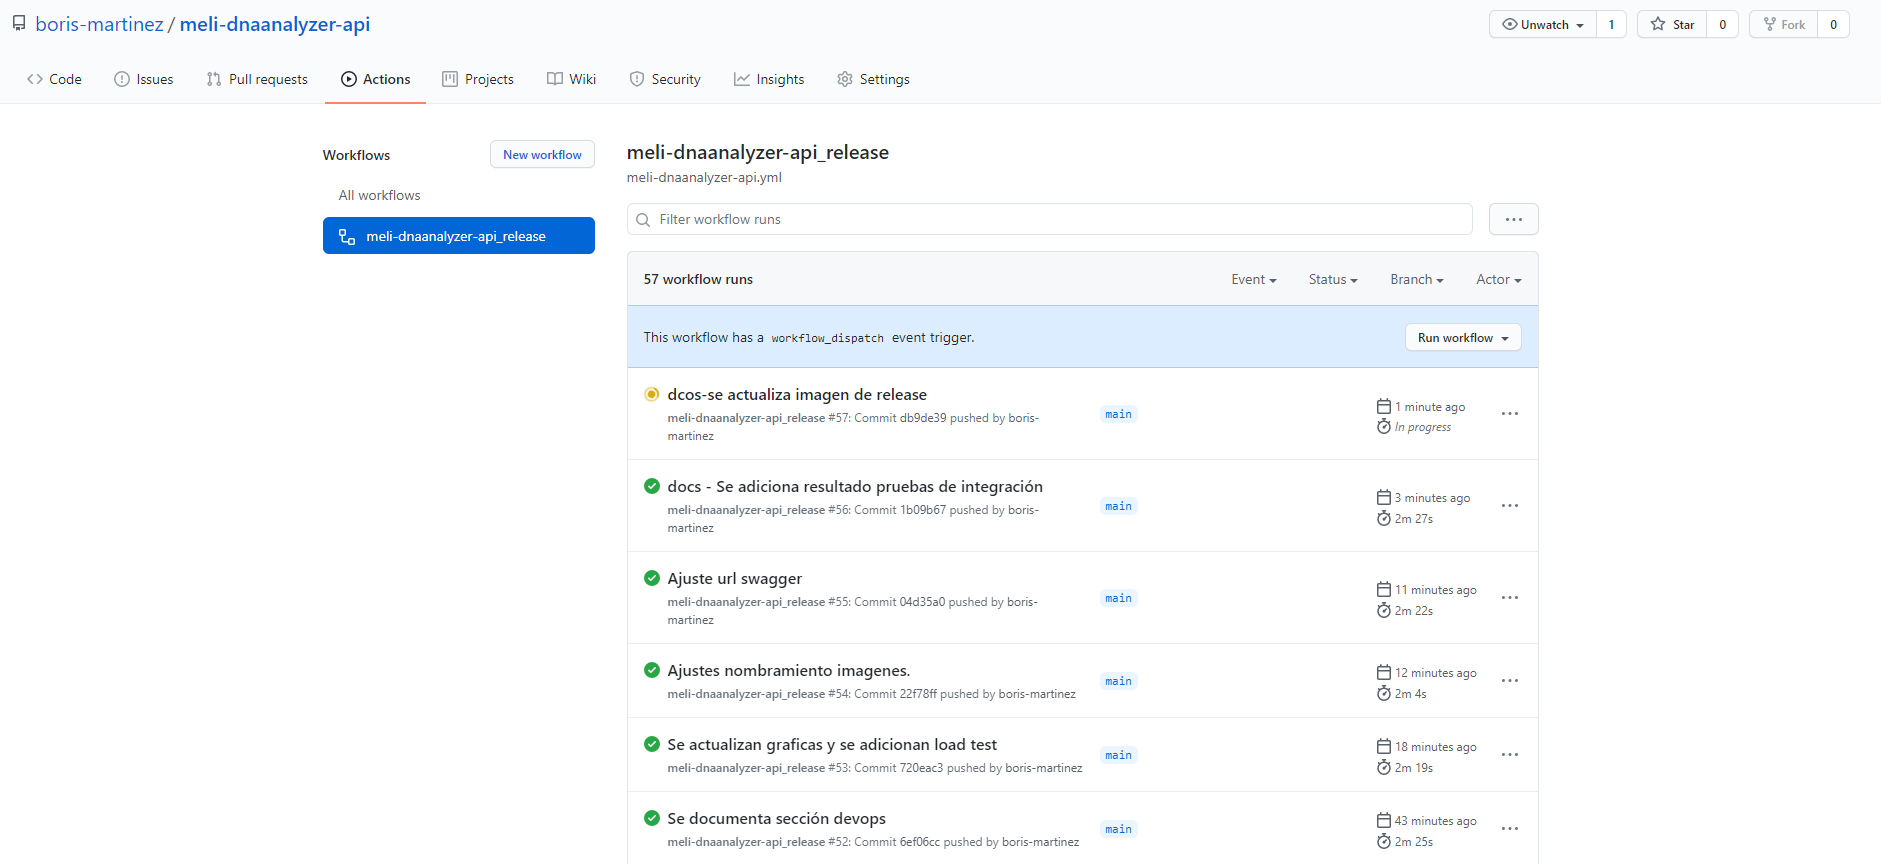 boris-martinez / meli-dnaanalyzer-api
Unwatch 1 Star 0 Fork 0
Code Issues Pull requests Actions Projects Wiki Security Insights Settings
Workflows New workflow
All workflows
meli-dnaanalyzer-api_release
meli-dnaanalyzer-api_release
meli-dnaanalyzer-api.yml
Filter workflow runs
57 workflow runs Event Status Branch Actor
This workflow has a workflow_dispatch event trigger. Run workflow
dcos-se actualiza imagen de release
meli-dnaanalyzer-api_release #57: Commit db9de39 pushed by boris-
martinez
main
1 minute ago
In progress
docs - Se adiciona resultado pruebas de integración
meli-dnaanalyzer-api_release #56: Commit 1b09b67 pushed by boris-
martinez
main
3 minutes ago
2m 27s
Ajuste url swagger
meli-dnaanalyzer-api_release #55: Commit 04d35a0 pushed by boris-
martinez
main
11 minutes ago
2m 22s
Ajustes nombramiento imagenes.
meli-dnaanalyzer-api_release #54: Commit 22f78ff pushed by boris-martinez
main
12 minutes ago
2m 4s
Se actualizan graficas y se adicionan load test
meli-dnaanalyzer-api_release #53: Commit 720eac3 pushed by boris-martinez
main
18 minutes ago
2m 19s
Se documenta sección devops
meli-dnaanalyzer-api_release #52: Commit 6ef06cc pushed by boris-martinez
main
43 minutes ago
2m 25s